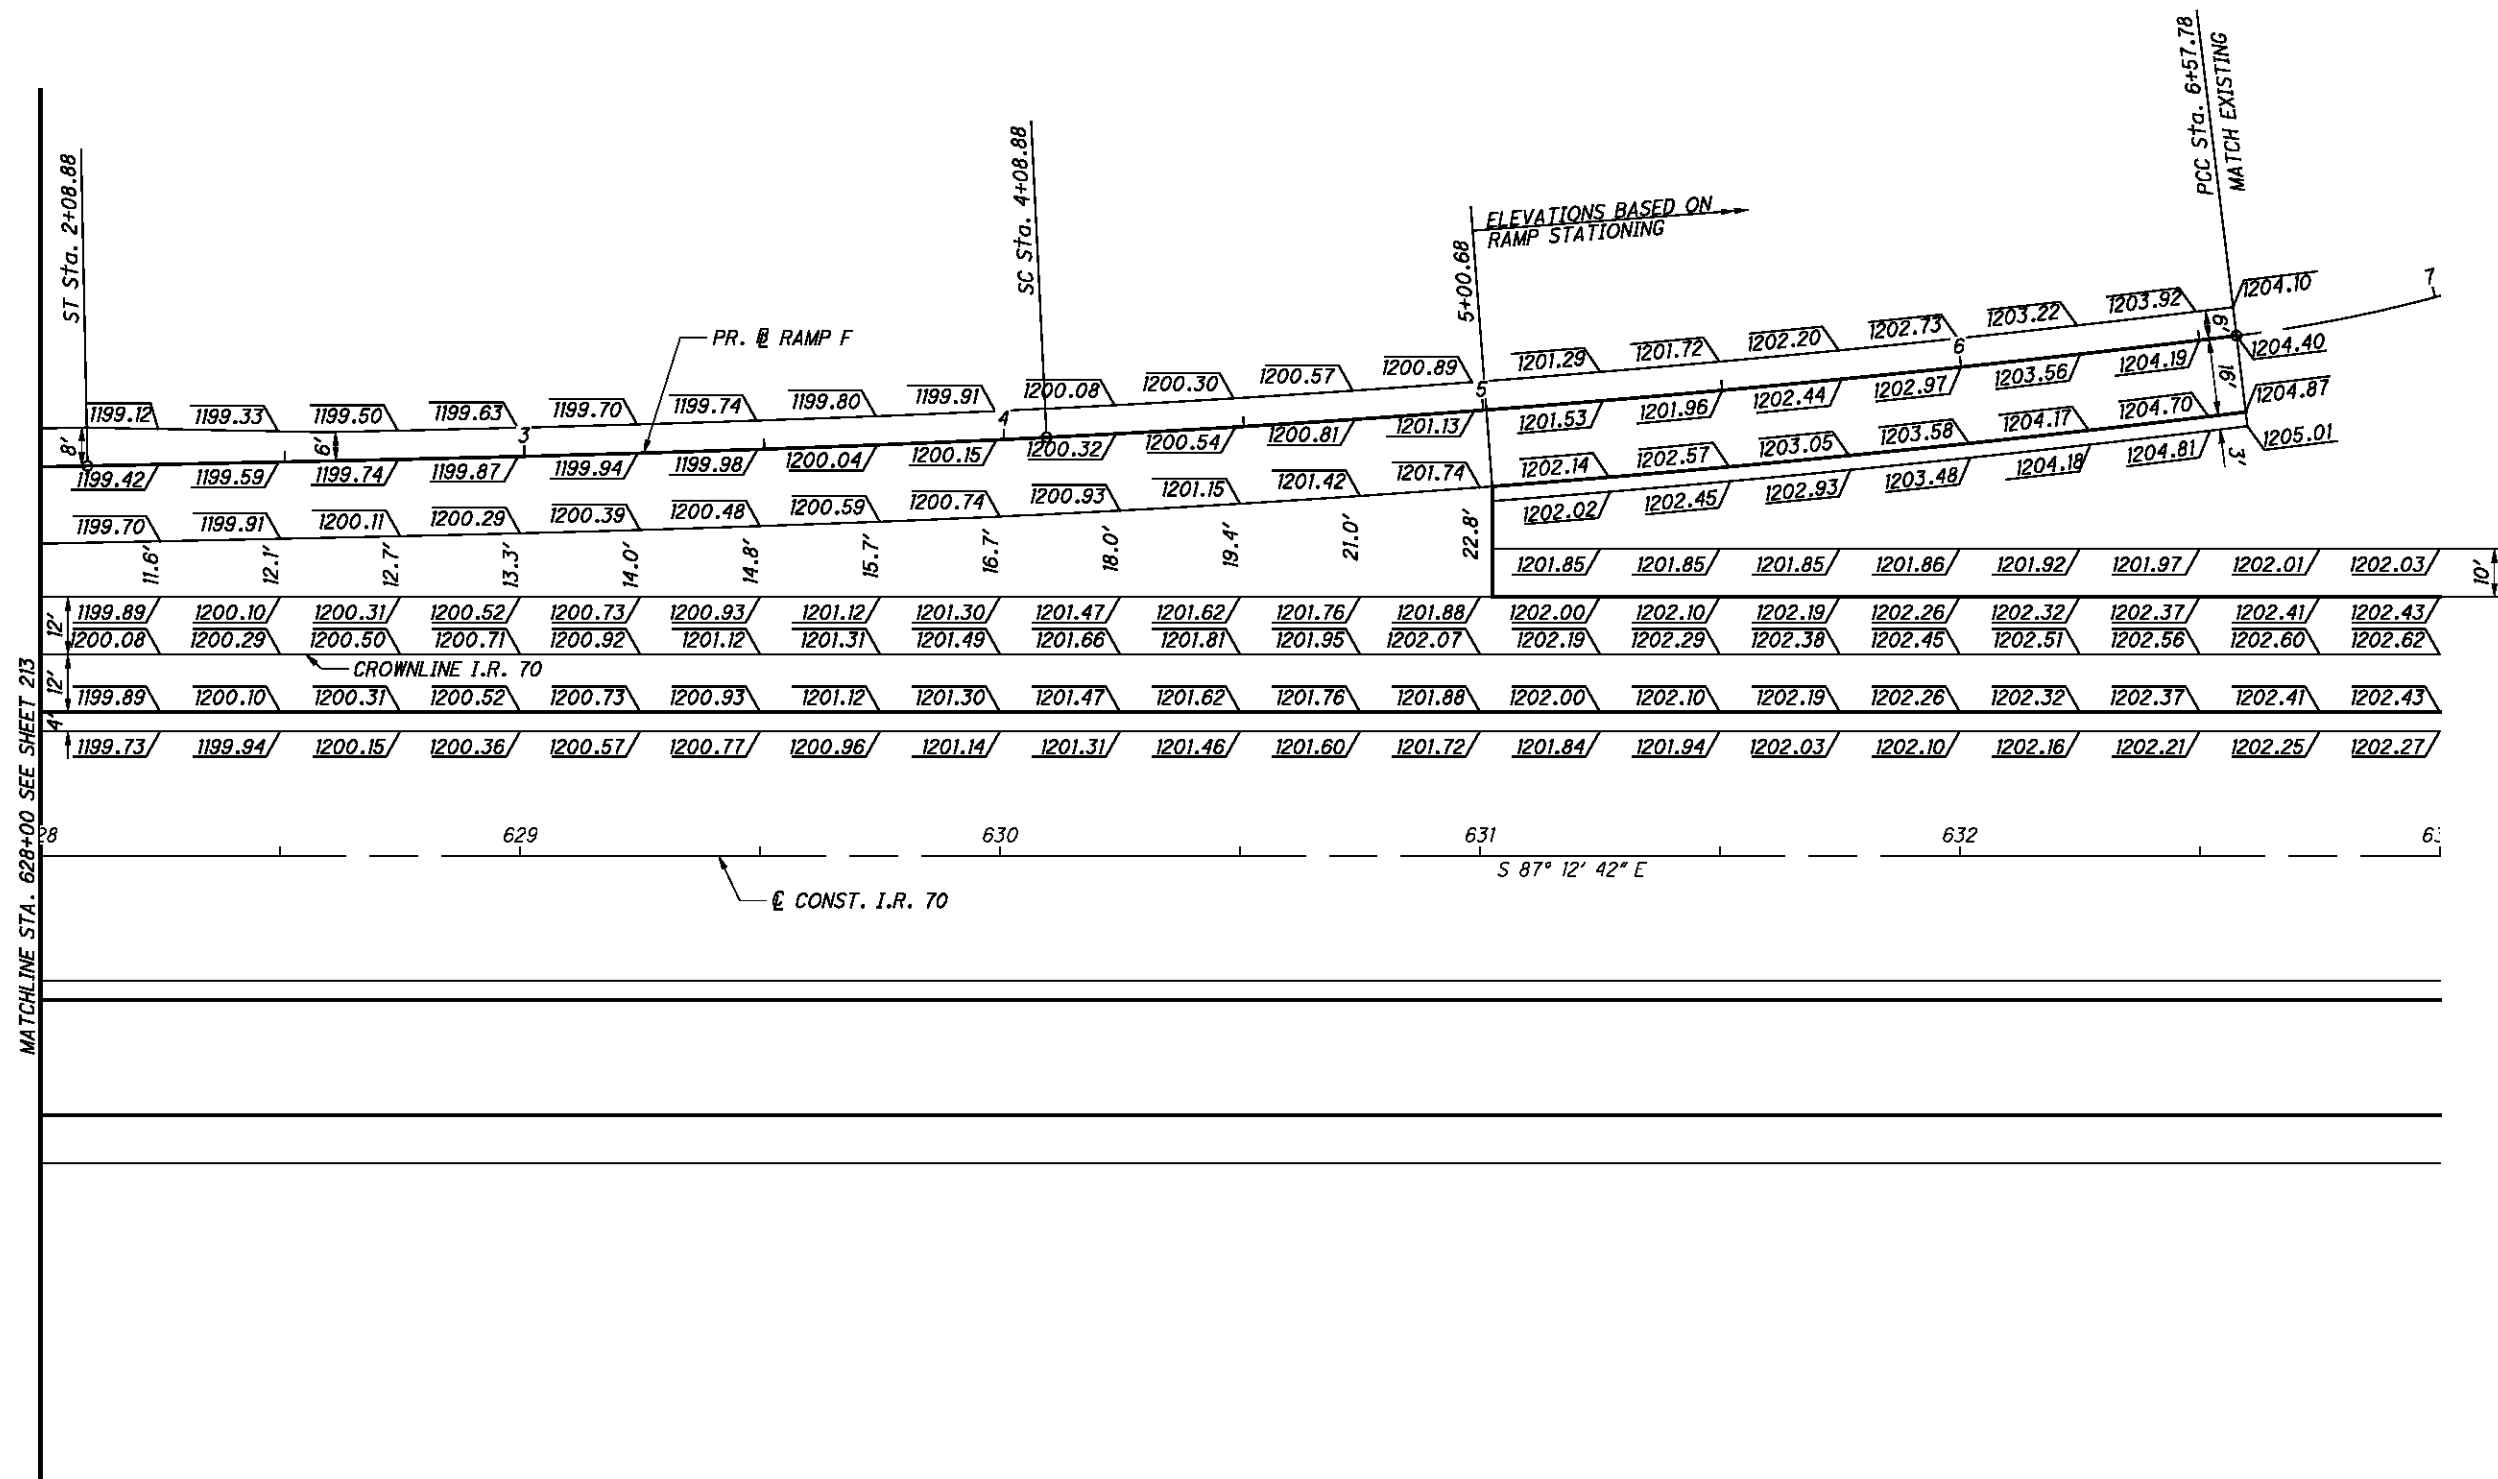 ST Sta. 2+08.88
SC Sta. 4+08.88
5+00.68
ELEVATIONS BASED ON
RAMP STATIONING
PCC Sta. 6+57.78
MATCH EXISTING
PR. ℄ RAMP F
1199.12 1199.33 1199.50 1199.63 1199.70 1199.74 1199.80 1199.91 1200.08 1200.30 1200.57 1200.89 1201.29 1201.72 1202.20 1202.73 1203.22 1203.92 1204.10
8' 6' 3 4 5 6 7 6'
1199.42 1199.59 1199.74 1199.87 1199.94 1199.98 1200.04 1200.15 1200.32 1200.54 1200.81 1201.13 1201.53 1201.96 1202.44 1202.97 1203.56 1204.19 1204.40
16'
1199.70 1199.91 1200.11 1200.29 1200.39 1200.48 1200.59 1200.74 1200.93 1201.15 1201.42 1201.74 1202.14 1202.57 1203.05 1203.58 1204.17 1204.70 1204.87
1202.02 1202.45 1202.93 1203.48 1204.18 1204.81 1205.01
3'
11.6' 12.1' 12.7' 13.3' 14.0' 14.8' 15.7' 16.7' 18.0' 19.4' 21.0' 22.8'
1201.85 1201.85 1201.85 1201.86 1201.92 1201.97 1202.01 1202.03
10'
12'
1199.89 1200.10 1200.31 1200.52 1200.73 1200.93 1201.12 1201.30 1201.47 1201.62 1201.76 1201.88 1202.00 1202.10 1202.19 1202.26 1202.32 1202.37 1202.41 1202.43
1200.08 1200.29 1200.50 1200.71 1200.92 1201.12 1201.31 1201.49 1201.66 1201.81 1201.95 1202.07 1202.19 1202.29 1202.38 1202.45 1202.51 1202.56 1202.60 1202.62
CROWNLINE I.R. 70
12'
1199.89 1200.10 1200.31 1200.52 1200.73 1200.93 1201.12 1201.30 1201.47 1201.62 1201.76 1201.88 1202.00 1202.10 1202.19 1202.26 1202.32 1202.37 1202.41 1202.43
4'
1199.73 1199.94 1200.15 1200.36 1200.57 1200.77 1200.96 1201.14 1201.31 1201.46 1201.60 1201.72 1201.84 1201.94 1202.03 1202.10 1202.16 1202.21 1202.25 1202.27
28 629 630 631 632
S 87° 12' 42" E
℄ CONST. I.R. 70
MATCHLINE STA. 628+00 SEE SHEET 213